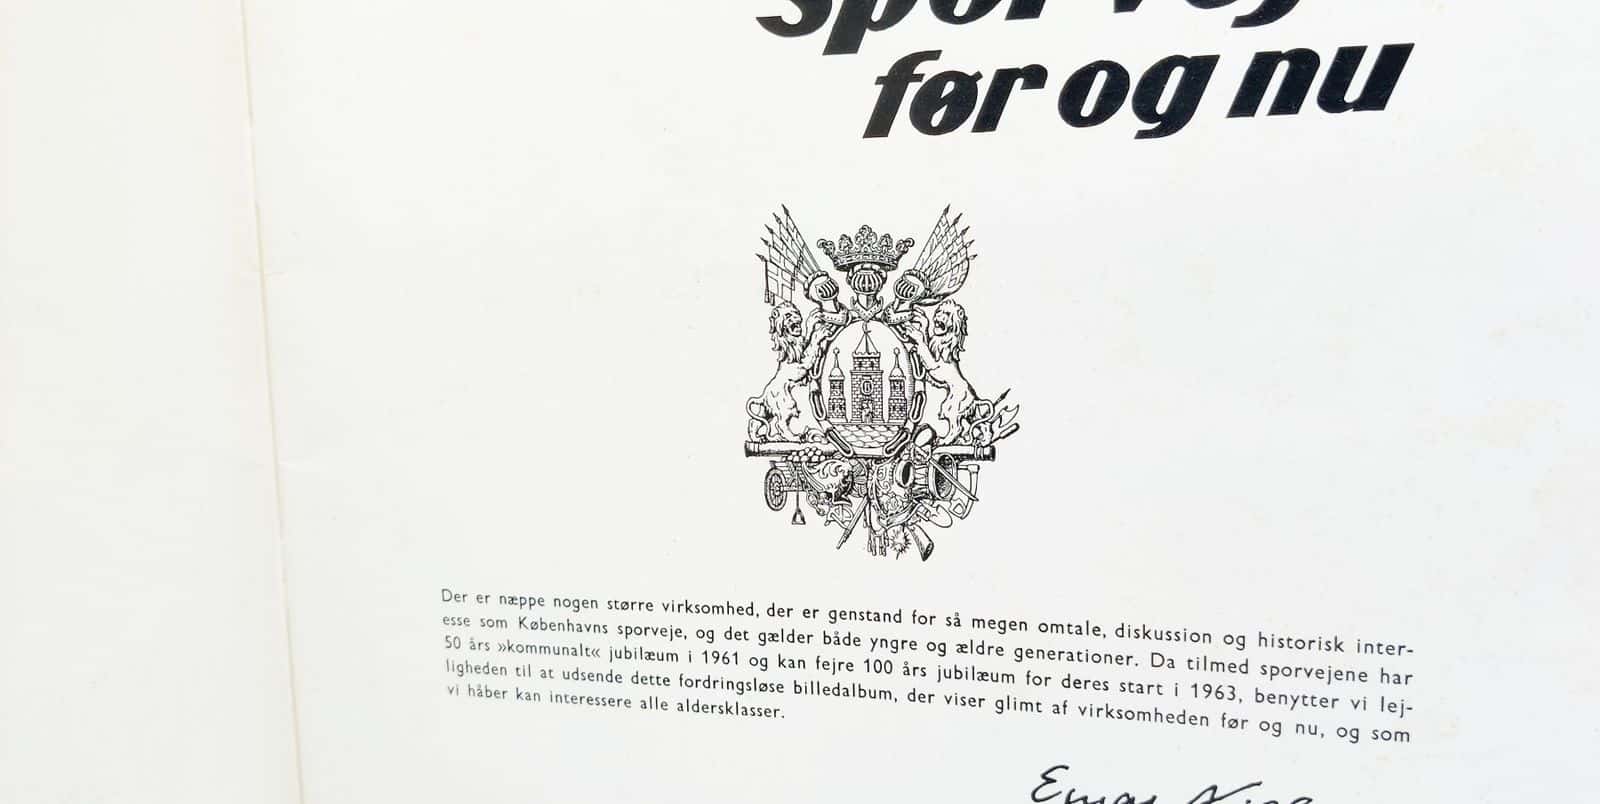 sporvej
før og nu
Der er næppe nogen større virksomhed, der er genstand for så megen omtale, diskussion og historisk inter-
esse som Københavns sporveje, og det gælder både yngre og ældre generationer. Da tilmed sporvejene har
50 års »kommunalt« jubilæum i 1961 og kan fejre 100 års jubilæum for deres start i 1963, benytter vi lej-
ligheden til at udsende dette fordringsløse billedalbum, der viser glimt af virksomheden før og nu, og som
vi håber kan interessere alle aldersklasser.